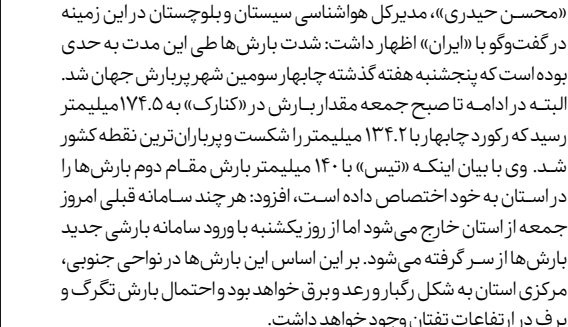 «محسن حیدری»، مدیرکل هواشناسی سیستان و بلوچستان در این زمینه
در گفت‌وگو با «ایران» اظهار داشت: شدت بارش‌ها طی این مدت به حدی
بوده است که پنجشنبه هفته گذشته چابهار سومین شهر پربارش جهان شد.
البته در ادامه تا صبح جمعه مقدار بارش در «کنارک» به ۱۷۴.۵ میلیمتر
رسید که رکورد چابهار با ۱۳۴.۲ میلیمتر را شکست و پرباران‌ترین نقطه کشور
شد. وی با بیان اینکه «تیس» با ۱۴۰ میلیمتر بارش مقام دوم بارش‌ها را
در استان به خود اختصاص داده است، افزود: هر چند سامانه قبلی امروز
جمعه از استان خارج می‌شود اما از روز یکشنبه با ورود سامانه بارشی جدید
بارش‌ها از سر گرفته می‌شود. بر این اساس این بارش‌ها در نواحی جنوبی،
مرکزی استان به شکل رگبار و رعد و برق خواهد بود و احتمال بارش تگرگ و
برف در ارتفاعات تفتان وجود خواهد داشت.